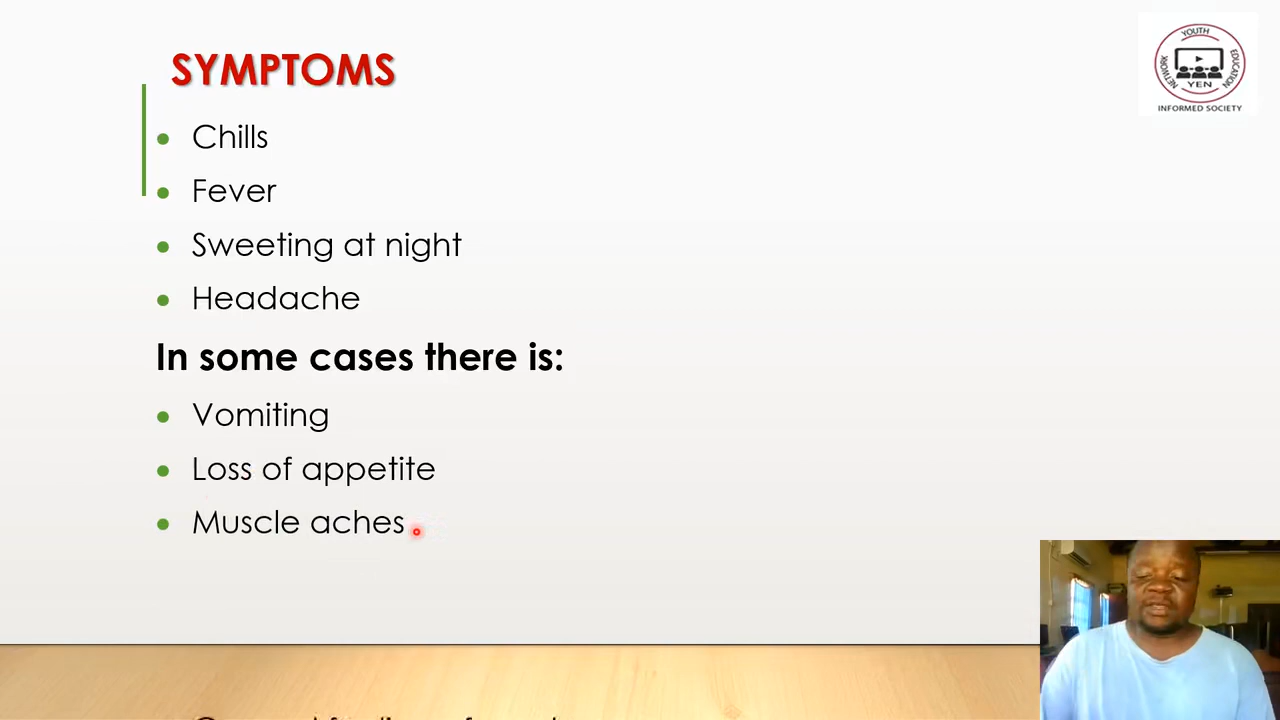 SYMPTOMS
YOUTH
EDUCATION
NETWORK
YEN
INFORMED SOCIETY
Chills
Fever
Sweeting at night
Headache
In some cases there is:
Vomiting
Loss of appetite
Muscle aches